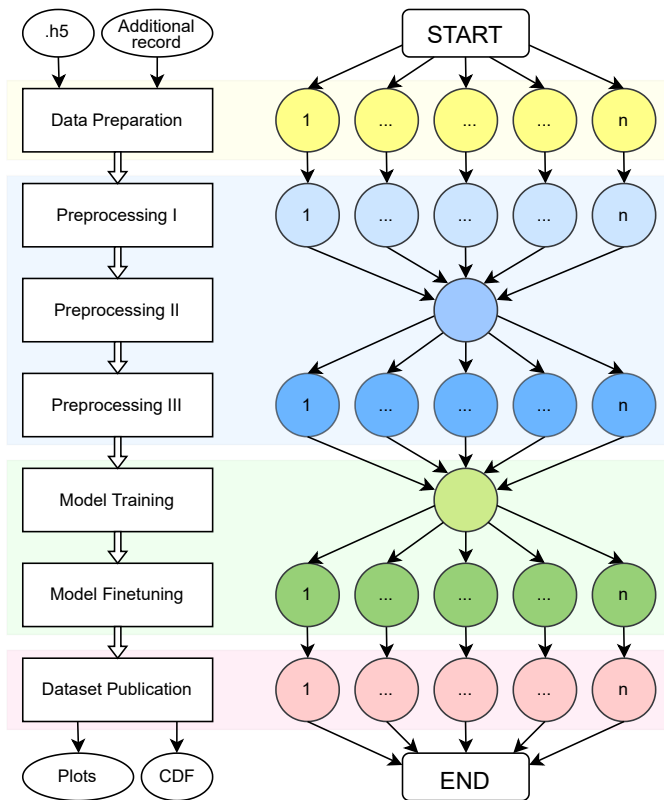 .h5
Additional
record
START
Data Preparation
1
...
...
...
n
Preprocessing I
1
...
...
...
n
Preprocessing II
Preprocessing III
1
...
...
...
n
Model Training
Model Finetuning
1
...
...
...
n
Dataset Publication
1
...
...
...
n
Plots
CDF
END